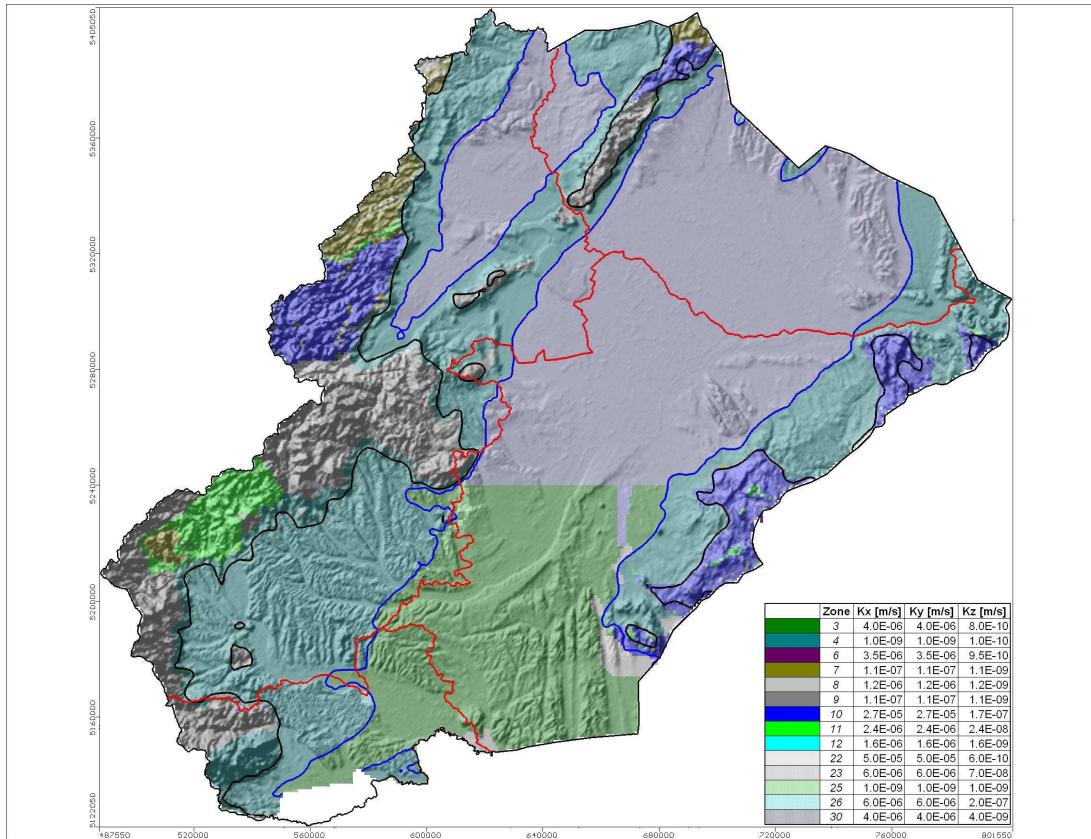 5405050
5360000
5320000
5280000
5240000
5200000
5160000
5122050
487550 520000 560000 600000 640000 680000 720000 760000 801550
Zone Kx [m/s] Ky [m/s] Kz [m/s]
3 4.0E-06 4.0E-06 8.0E-10
4 1.0E-09 1.0E-09 1.0E-10
6 3.5E-06 3.5E-06 9.5E-10
7 1.1E-07 1.1E-07 1.1E-09
8 1.2E-06 1.2E-06 1.2E-09
9 1.1E-07 1.1E-07 1.1E-09
10 2.7E-05 2.7E-05 1.7E-07
11 2.4E-06 2.4E-06 2.4E-08
12 1.6E-06 1.6E-06 1.6E-09
22 5.0E-05 5.0E-05 6.0E-10
23 6.0E-06 6.0E-06 7.0E-08
25 1.0E-09 1.0E-09 1.0E-09
26 6.0E-06 6.0E-06 2.0E-07
30 4.0E-06 4.0E-06 4.0E-09